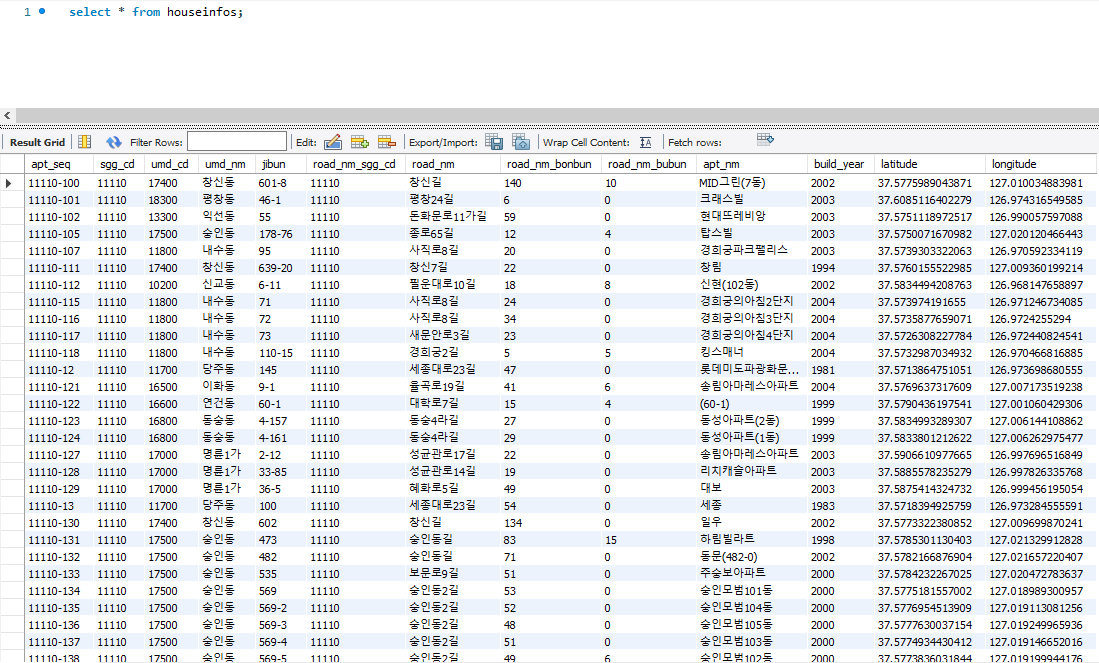 1 select * from houseinfos;
Result Grid Filter Rows: Edit: Export/Import: Wrap Cell Content: Fetch rows:
apt_seq sgg_cd umd_cd umd_nm jibun road_nm_sgg_cd road_nm road_nm_bonbun road_nm_bubun apt_nm build_year latitude longitude
11110-100 11110 17400 창신동 601-8 11110 창신길 140 10 MID그린(7동) 2002 37.5775989043871 127.010034883981
11110-101 11110 18300 평창동 46-1 11110 평창24길 6 0 크래스빌 2003 37.6085116402279 126.974316549585
11110-102 11110 13300 익선동 55 11110 돈화문로11가길 59 0 현대뜨레비앙 2003 37.5751118972517 126.990057597088
11110-105 11110 17500 숭인동 178-76 11110 종로65길 12 4 탑스빌 2003 37.5750071670982 127.020120466443
11110-107 11110 11800 내수동 95 11110 사직로8길 20 0 경희궁파크팰리스 2003 37.5739303322063 126.970592334119
11110-111 11110 17400 창신동 639-20 11110 창신7길 22 0 창림 1994 37.5760155522985 127.009360199214
11110-112 11110 10200 신교동 6-11 11110 필운대로10길 18 8 신현(102동) 2002 37.5834494208763 126.968147658897
11110-115 11110 11800 내수동 71 11110 사직로8길 24 0 경희궁의아침2단지 2004 37.573974191655 126.971246734085
11110-116 11110 11800 내수동 72 11110 사직로8길 34 0 경희궁의아침3단지 2004 37.5735877659071 126.9724255294
11110-117 11110 11800 내수동 73 11110 새문안로3길 23 0 경희궁의아침4단지 2004 37.5726308227784 126.972440824541
11110-118 11110 11800 내수동 110-15 11110 경희궁2길 5 5 킹스매너 2004 37.5732987034932 126.970466816885
11110-12 11110 11700 당주동 145 11110 세종대로23길 47 0 롯데미도파광화문... 1981 37.5713864751051 126.973698680555
11110-121 11110 16500 이화동 9-1 11110 율곡로19길 41 6 송림아마레스아파트 2004 37.5769637317609 127.007173519238
11110-122 11110 16600 연건동 60-1 11110 대학로7길 15 4 (60-1) 1999 37.5790436197541 127.001060429306
11110-123 11110 16800 동숭동 4-157 11110 동숭4라길 27 0 동성아파트(2동) 1999 37.5834993289307 127.006144108862
11110-124 11110 16800 동숭동 4-161 11110 동숭4라길 29 0 동성아파트(1동) 1999 37.5833801212622 127.006262975477
11110-127 11110 17000 명륜1가 2-12 11110 성균관로17길 22 0 송림아마레스아파트 2003 37.5906610977665 126.997696516849
11110-128 11110 17000 명륜1가 33-85 11110 성균관로14길 19 0 리치캐슬아파트 2003 37.5885578235279 126.997826335768
11110-129 11110 17000 명륜1가 36-5 11110 혜화로5길 49 0 대보 2003 37.5875414324732 126.999456195054
11110-13 11110 11700 당주동 100 11110 세종대로23길 54 0 세종 1983 37.5718394925759 126.973284555591
11110-130 11110 17400 창신동 602 11110 창신길 134 0 일우 2002 37.5773322380852 127.009699870241
11110-131 11110 17500 숭인동 473 11110 숭인동길 83 15 하림빌라트 1998 37.5785301130403 127.021329912828
11110-132 11110 17500 숭인동 482 11110 숭인동길 71 0 동문(482-0) 2002 37.5782166876904 127.021657220407
11110-133 11110 17500 숭인동 535 11110 보문로9길 51 0 주승보아파트 2000 37.5784232267025 127.020472783637
11110-134 11110 17500 숭인동 569 11110 숭인동2길 53 0 숭인모범101동 2000 37.5775181557002 127.018989300957
11110-135 11110 17500 숭인동 569-2 11110 숭인동2길 52 0 숭인모범104동 2000 37.5776954513909 127.019113081256
11110-136 11110 17500 숭인동 569-3 11110 숭인동2길 48 0 숭인모범105동 2000 37.5777630037154 127.019249965936
11110-137 11110 17500 숭인동 569-4 11110 숭인동2길 51 0 숭인모범103동 2000 37.5774934430412 127.019146652016
11110-138 11110 17500 숭인동 569-5 11110 숭인동2길 49 6 숭인모범102동 2000 37.5773836031844 127.019199944176